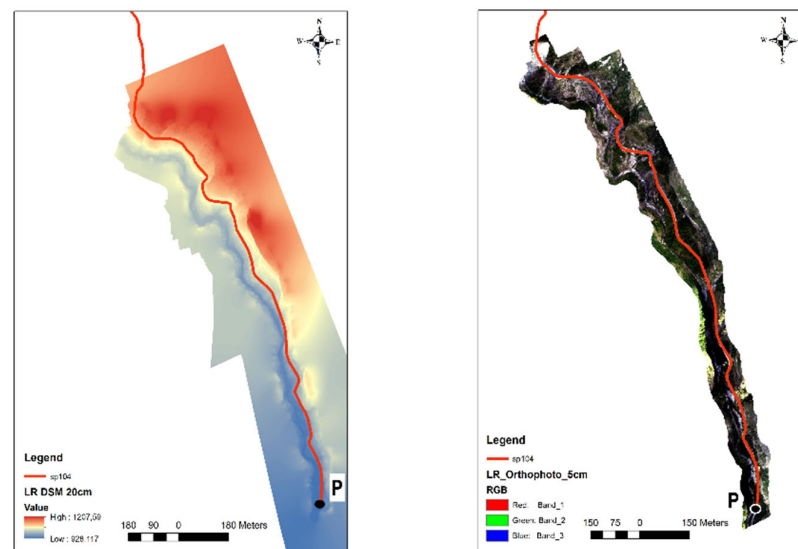 N
W E
S
P
Legend
sp104
LR DSM 20cm
Value
High : 1207,59
Low : 928.117
180 90 0 180 Meters
N
W E
S
Legend
sp104
LR_Orthophoto_5cm
RGB
Red: Band_1
Green: Band_2
Blue: Band_3
P
150 75 0 150 Meters